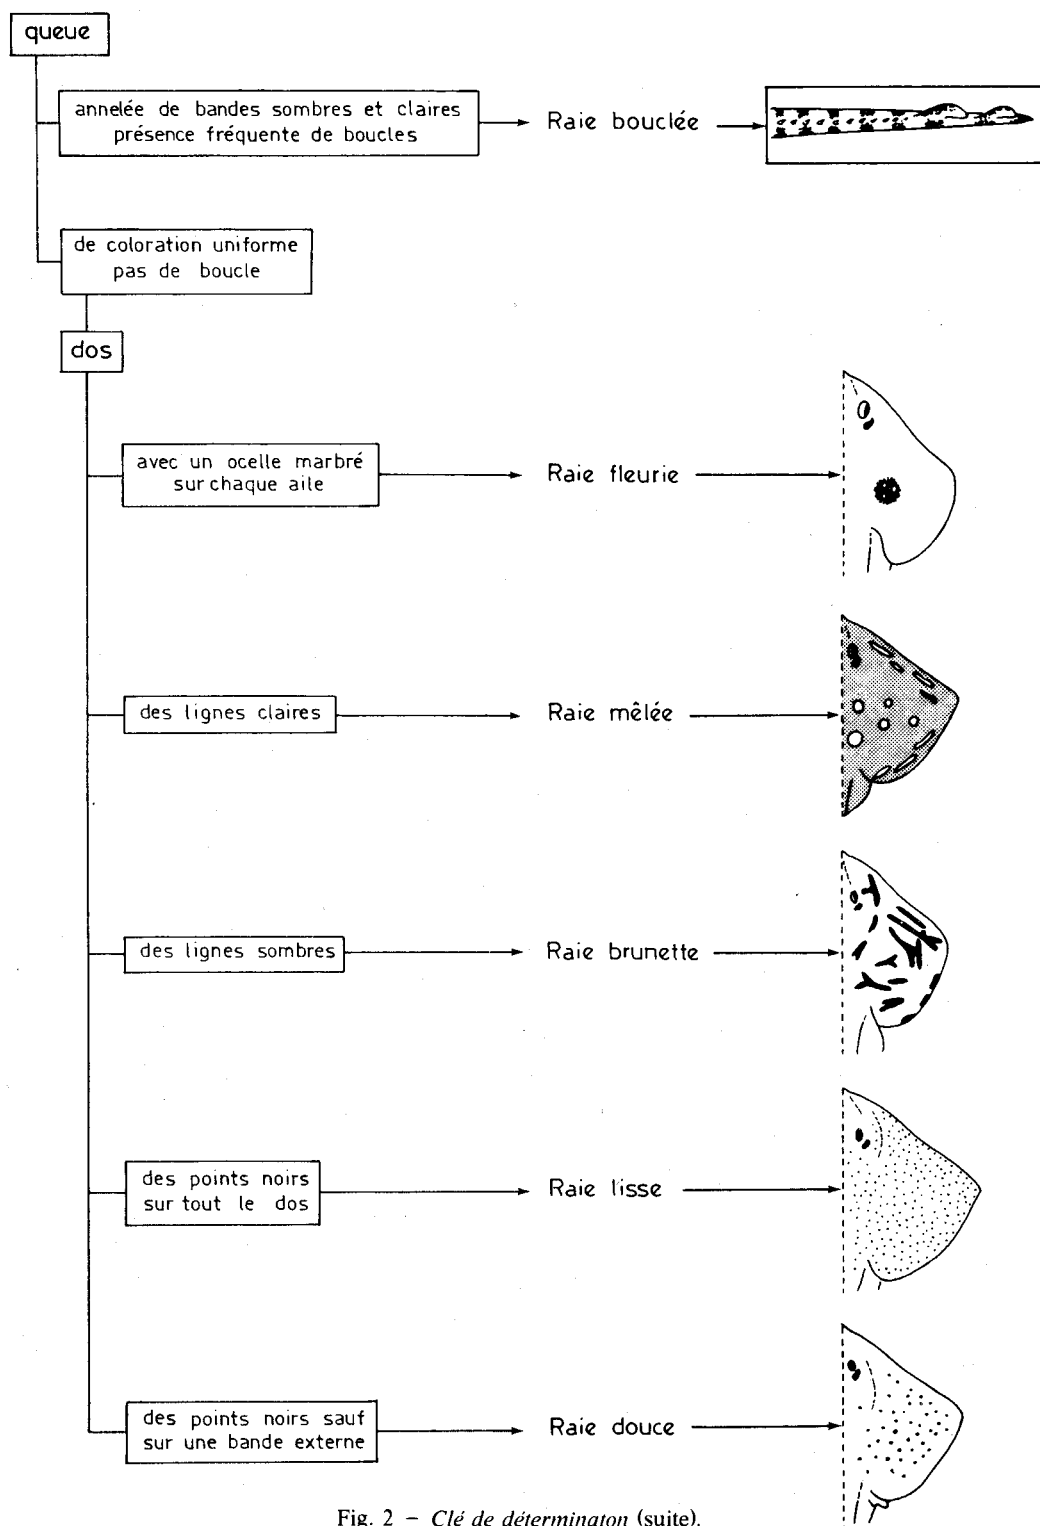 queue
annelée de bandes sombres et claires
présence fréquente de boucles
Raie bouclée
de coloration uniforme
pas de boucle
dos
avec un ocelle marbré
sur chaque aile
Raie fleurie
des lignes claires
Raie mêlée
des lignes sombres
Raie brunette
des points noirs
sur tout le dos
Raie lisse
des points noirs sauf
sur une bande externe
Raie douce
Fig. 2 – Clé de déterminaton (suite).